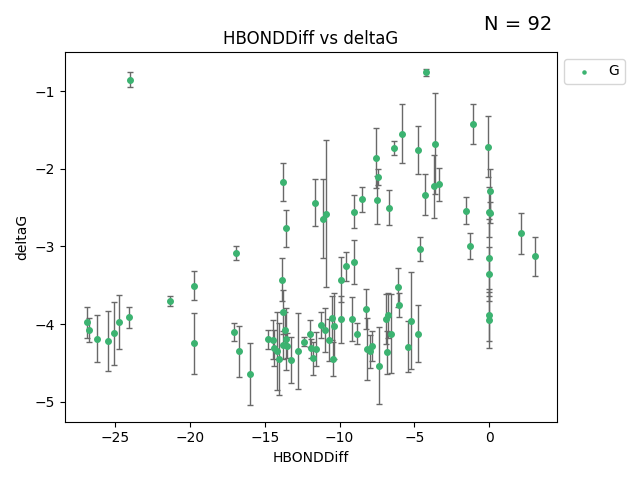 N = 92
HBONDDiff vs deltaG
G
−1
−2
−3
−4
−5
deltaG
−25
−20
−15
−10
−5
0
HBONDDiff